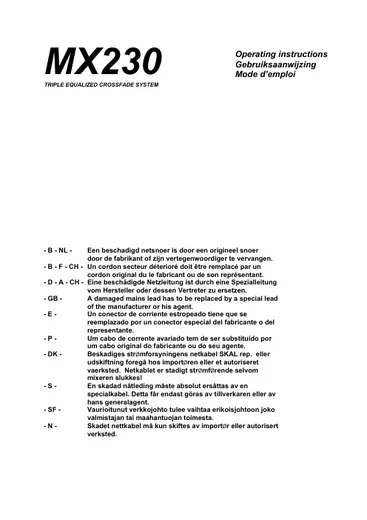 MX230
TRIPLE EQUALIZED CROSSFADE SYSTEM
Operating instructions
Gebruiksaanwijzing
Mode d'emploi
- B - NL - Een beschadigd netsnoer is door een origineel snoer
door de fabrikant of zijn vertegenwoordiger te vervangen.
- B - F - CH - Un cordon secteur déterioré doit être remplacé par un
cordon original du le fabricant ou de son représentant.
- D - A - CH - Eine beschädigde Netzleitung ist durch eine Spezialleitung
vom Hersteller oder dessen Vertreter zu ersetzen.
- GB - A damaged mains lead has to be replaced by a special lead
of the manufacturer or his agent.
- E - Un conector de corriente estropeado tiene que se
reemplazado por un conector special del fabricante o del
representante.
- P - Um cabo de corrente avariado tem de ser substituído por
um cabo original do fabricante ou do seu agente.
- DK - Beskadiges strømforsyningens netkabel SKAL rep. eller
udskiftning foregå hos importøren eller et autoriseret
vaerksted. Netkablet er stadigt strømførende selvom
mixeren slukkes!
- S - En skadad nätleding måste absolut ersättas av en
specialkabel. Detta får endast göras av tillverkaren eller av
hans generalagent.
- SF - Vaurioitunut verkkojohto tulee vaihtaa erikoisjohtoon joko
valmistajan tai maahantuojan toimesta.
- N - Skadet nettkabel må kun skiftes av importør eller autorisert
verksted.